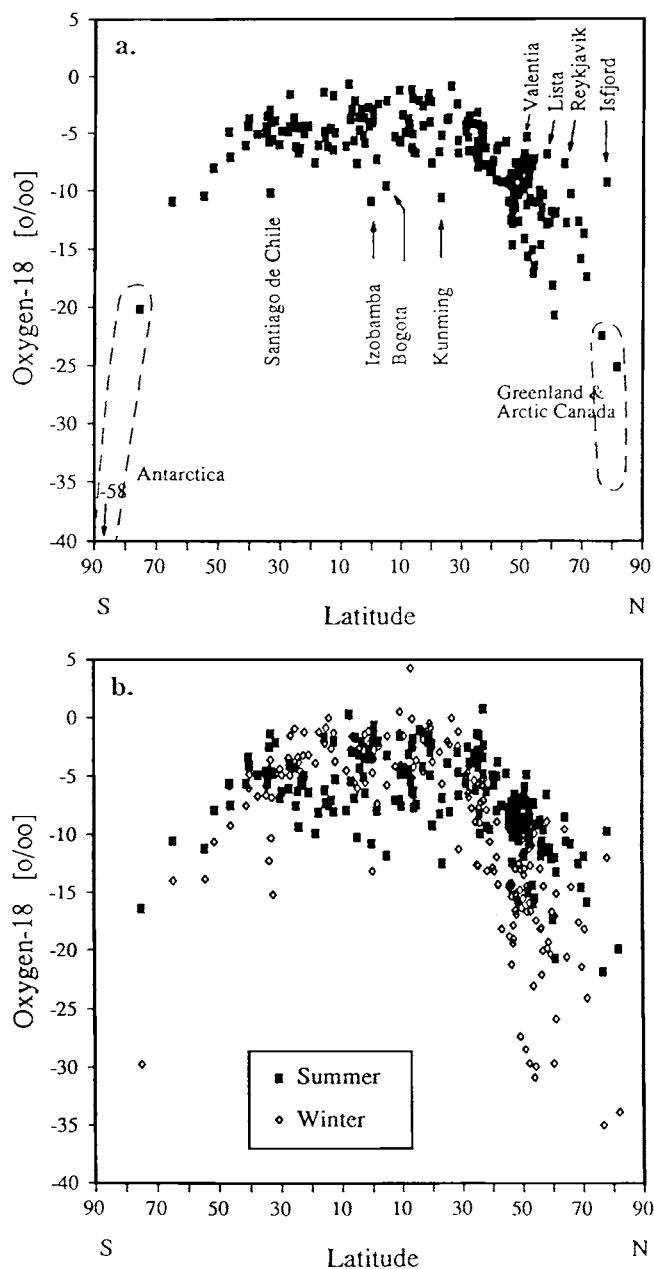 a.
Oxygen-18 [o/oo]
5
0
-5
-10
-15
-20
-25
-30
-35
-40
Valentia
Lista
Reykjavik
Isfjord
Santiago de Chile
Izobamba
Bogota
Kunming
Greenland &
Arctic Canada
Antarctica
-58
90 70 50 30 10 10 30 50 70 90
S Latitude N
b.
Oxygen-18 [o/oo]
5
0
-5
-10
-15
-20
-25
-30
-35
-40
Summer
Winter
90 70 50 30 10 10 30 50 70 90
S Latitude N